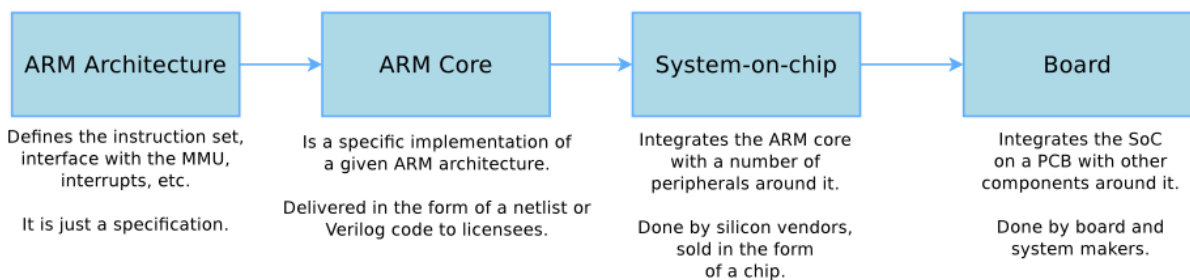 ARM Architecture
ARM Core
System-on-chip
Board
Defines the instruction set,
interface with the MMU,
interrupts, etc.
It is just a specification.
Is a specific implementation of
a given ARM architecture.
Delivered in the form of a netlist or
Verilog code to licensees.
Integrates the ARM core
with a number of
peripherals around it.
Done by silicon vendors,
sold in the form
of a chip.
Integrates the SoC
on a PCB with other
components around it.
Done by board and
system makers.